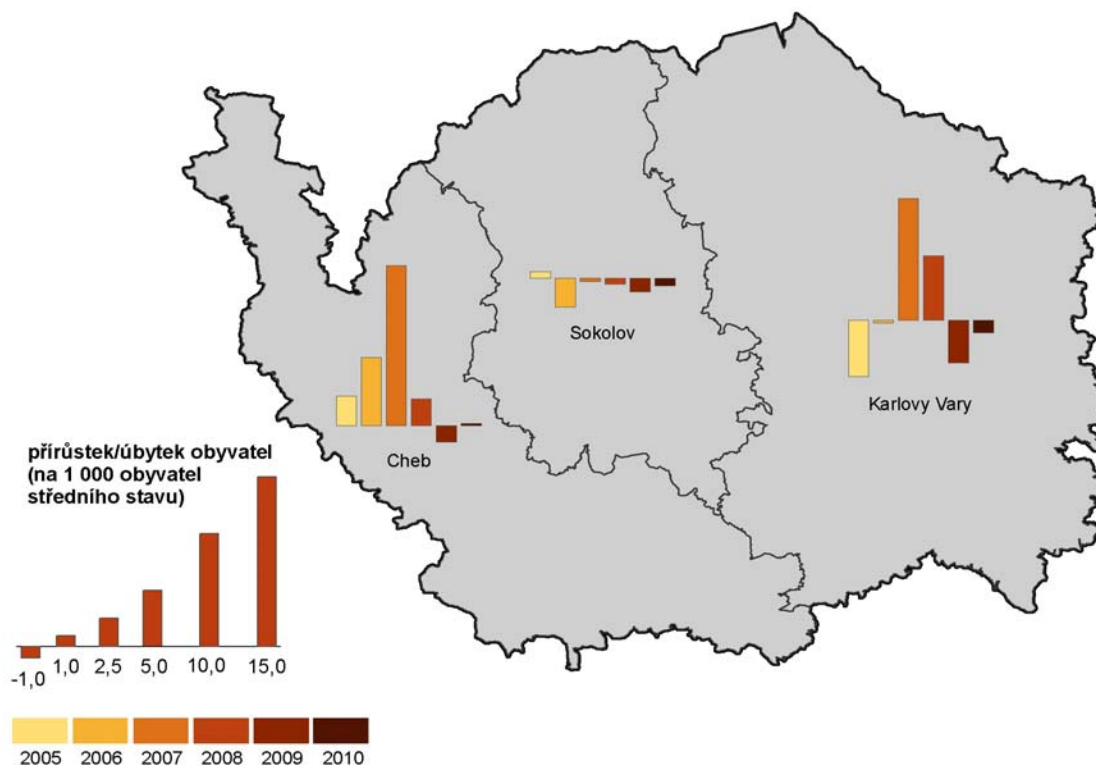 Sokolov
Karlovy Vary
Cheb
přírůstek/úbytek obyvatel
(na 1 000 obyvatel
středního stavu)
-1,0 1,0 2,5 5,0 10,0 15,0
2005 2006 2007 2008 2009 2010